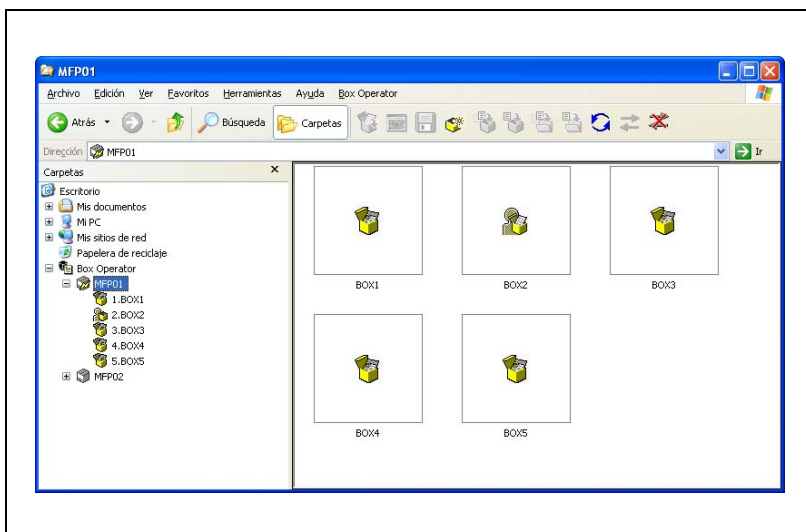 MFP01
Archivo Edición Ver Favoritos Herramientas Ayuda Box Operator
Atrás Búsqueda Carpetas
Dirección MFP01 Ir
Carpetas
Escritorio
Mis documentos
Mi PC
Mis sitios de red
Papelera de reciclaje
Box Operator
MFP01
1.BOX1
2.BOX2
3.BOX3
4.BOX4
5.BOX5
MFP02
BOX1 BOX2 BOX3
BOX4 BOX5